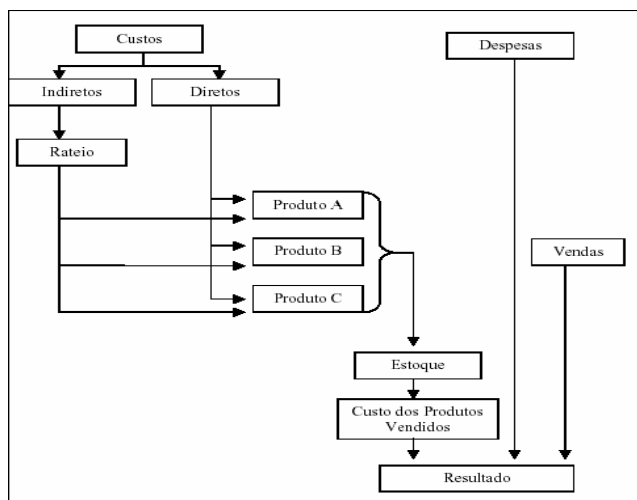 Custos
Despesas
Indiretos
Diretos
Rateio
Produto A
Produto B
Vendas
Produto C
Estoque
Custo dos Produtos
Vendidos
Resultado